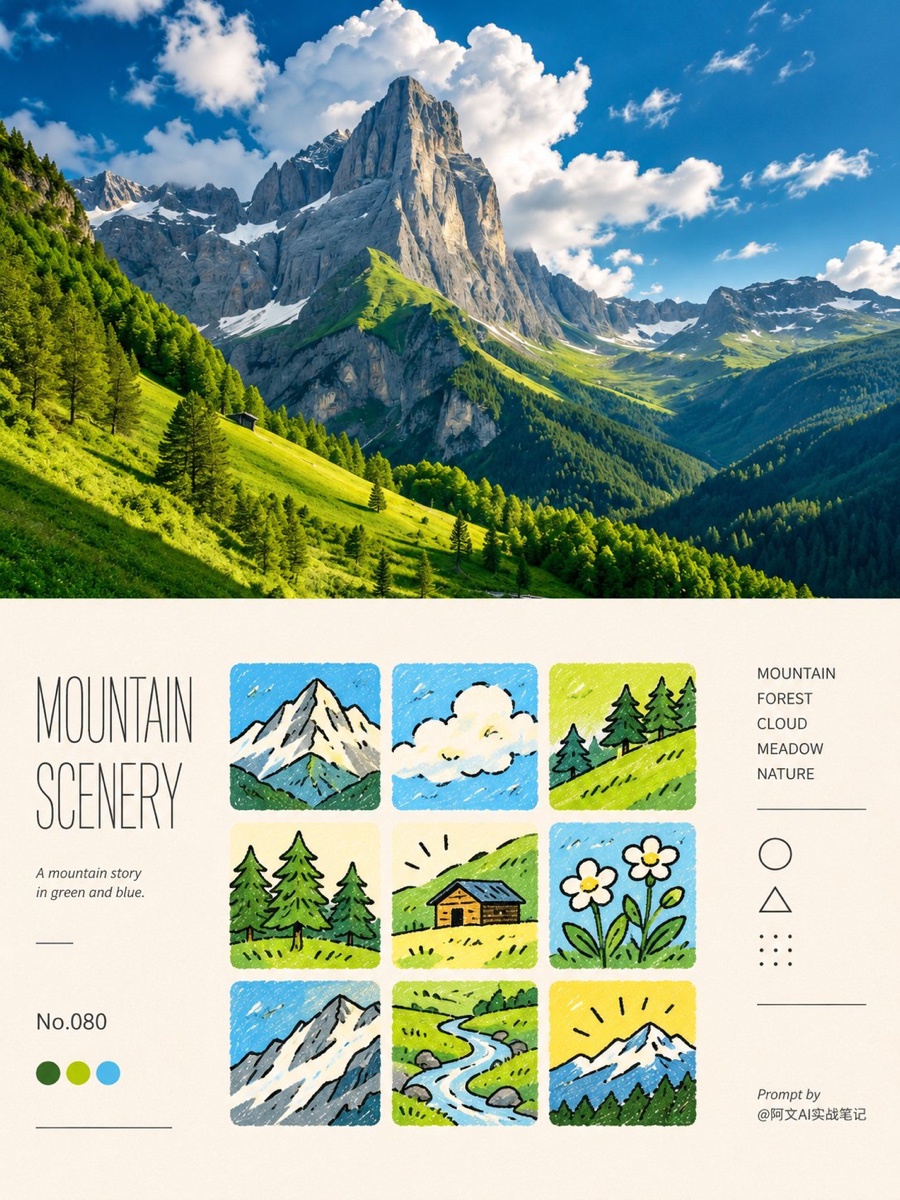 MOUNTAIN
SCENERY
A mountain story
in green and blue.
No.080
MOUNTAIN
FOREST
CLOUD
MEADOW
NATURE
Prompt by
@阿文AI实战笔记